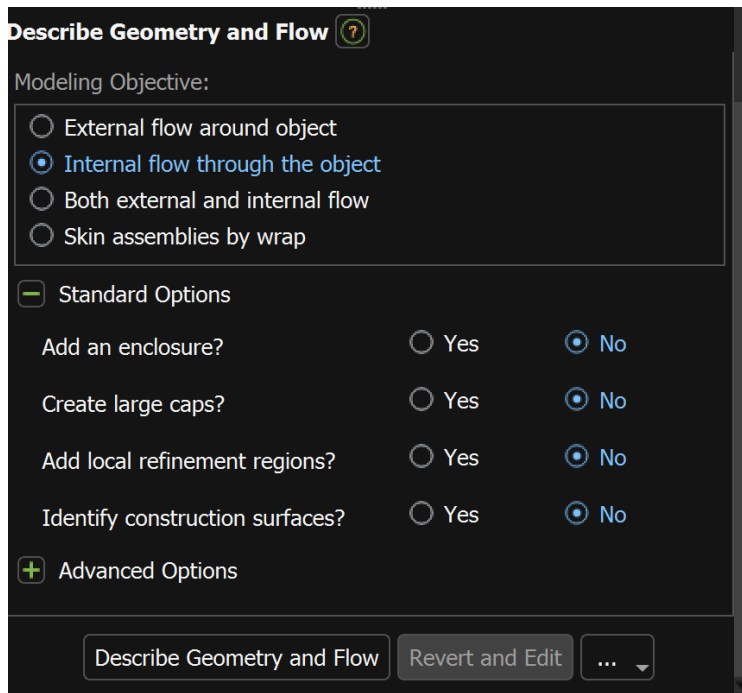 Describe Geometry and Flow ?
Modeling Objective:
External flow around object
Internal flow through the object
Both external and internal flow
Skin assemblies by wrap
Standard Options
Add an enclosure? Yes No
Create large caps? Yes No
Add local refinement regions? Yes No
Identify construction surfaces? Yes No
Advanced Options
Describe Geometry and Flow Revert and Edit ...